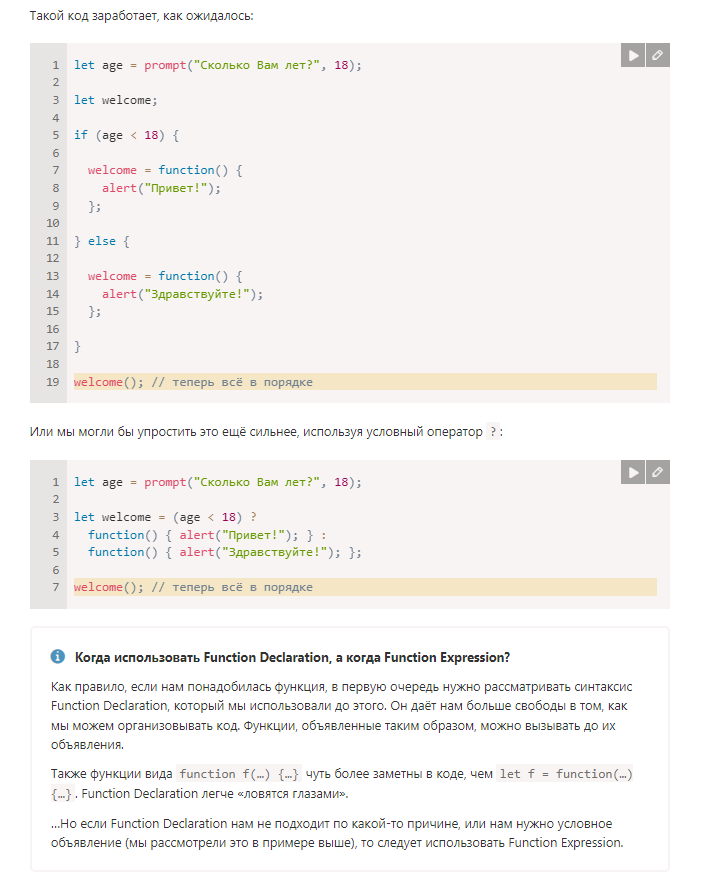 Такой код заработает, как ожидалось:
1 let age = prompt("Сколько Вам лет?", 18);
2
3 let welcome;
4
5 if (age < 18) {
6
7   welcome = function() {
8     alert("Привет!");
9   };
10
11 } else {
12
13   welcome = function() {
14     alert("Здравствуйте!");
15   };
16
17 }
18
19 welcome(); // теперь всё в порядке
Или мы могли бы упростить это ещё сильнее, используя условный оператор ?:
1 let age = prompt("Сколько Вам лет?", 18);
2
3 let welcome = (age < 18) ?
4   function() { alert("Привет!"); } :
5   function() { alert("Здравствуйте!"); };
6
7 welcome(); // теперь всё в порядке
Когда использовать Function Declaration, а когда Function Expression?
Как правило, если нам понадобилась функция, в первую очередь нужно рассматривать синтаксис
Function Declaration, который мы использовали до этого. Он даёт нам больше свободы в том, как
мы можем организовывать код. Функции, объявленные таким образом, можно вызывать до их
объявления.
Также функции вида function f(…) {…} чуть более заметны в коде, чем let f = function(…)
{…}. Function Declaration легче «ловятся глазами».
…Но если Function Declaration нам не подходит по какой-то причине, или нам нужно условное
объявление (мы рассмотрели это в примере выше), то следует использовать Function Expression.